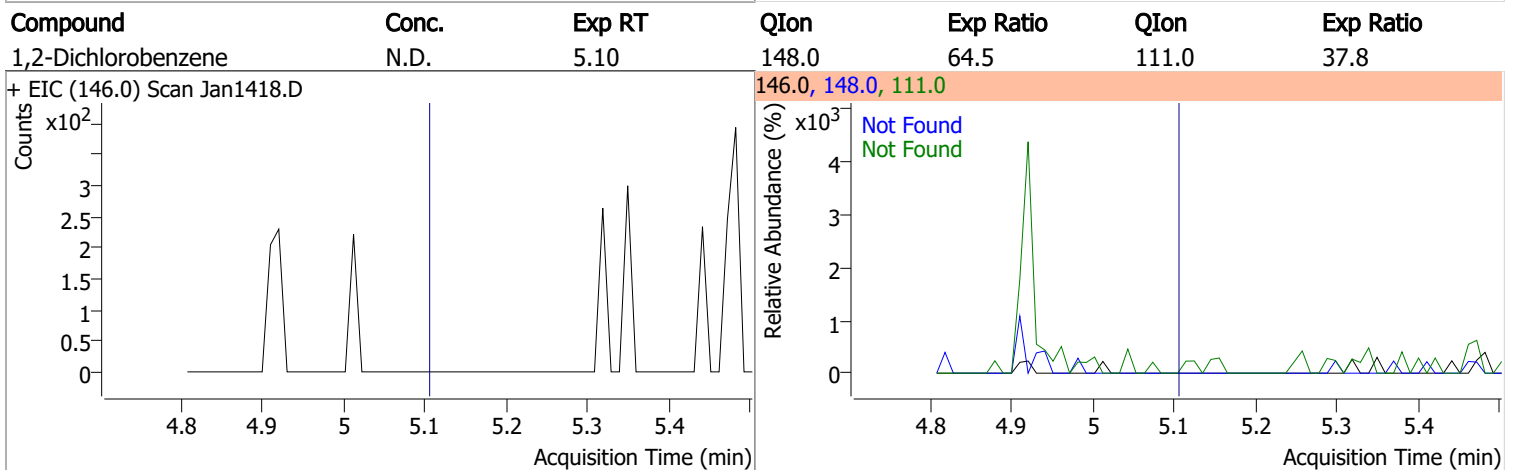 Compound Conc. Exp RT QIon Exp Ratio QIon Exp Ratio
1,2-Dichlorobenzene N.D. 5.10 148.0 64.5 111.0 37.8
+ EIC (146.0) Scan Jan1418.D
Counts
x10²
3
2.5
2
1.5
1
0.5
0
4.8 4.9 5 5.1 5.2 5.3 5.4
Acquisition Time (min)
146.0, 148.0, 111.0
Relative Abundance (%)
x10³
Not Found
Not Found
4
3
2
1
0
4.8 4.9 5 5.1 5.2 5.3 5.4
Acquisition Time (min)